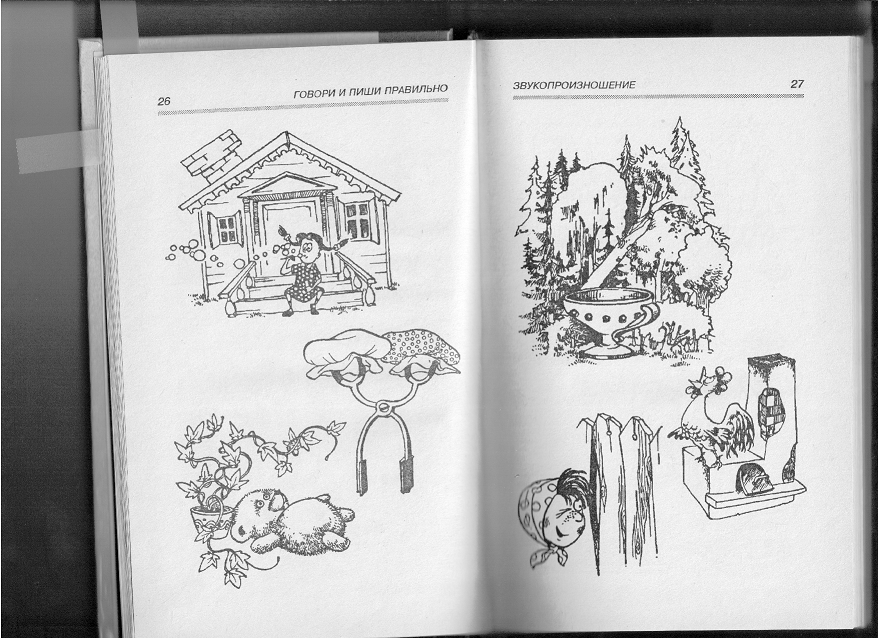 26
ГОВОРИ И ПИШИ ПРАВИЛЬНО
ЗВУКОПРОИЗНОШЕНИЕ
27